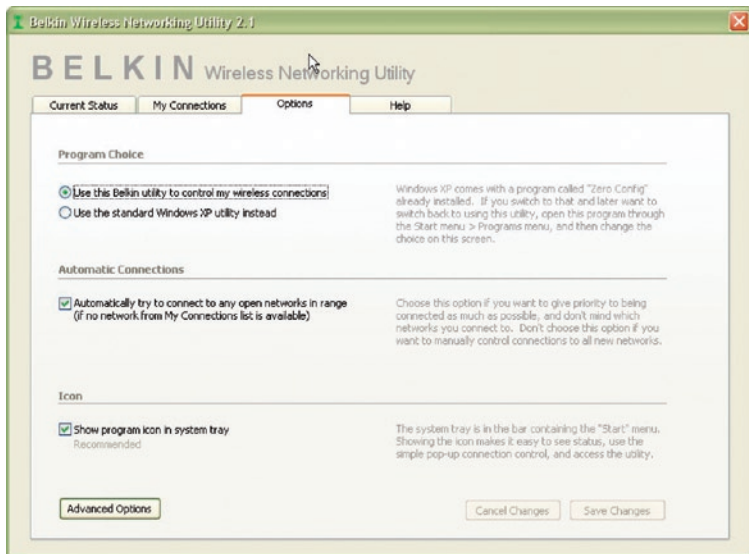 Belkin Wireless Networking Utility 2.1
BELKIN Wireless Networking Utility
Current Status My Connections Options Help
Program Choice
Use this Belkin utility to control my wireless connections
Use the standard Windows XP utility instead
Windows XP comes with a program called "Zero Config"
already installed. If you switch to that and later want to
switch back to using this utility, open this program through
the Start menu > Programs menu, and then change the
choice on this screen.
Automatic Connections
Automatically try to connect to any open networks in range
(if no network from My Connections list is available)
Choose this option if you want to give priority to being
connected as much as possible, and don't mind which
networks you connect to. Don't choose this option if you
want to manually control connections to all new networks.
Icon
Show program icon in system tray
Recommended
The system tray is in the bar containing the "Start" menu.
Showing the icon makes it easy to see status, use the
simple pop-up connection control, and access the utility.
Advanced Options Cancel Changes Save Changes